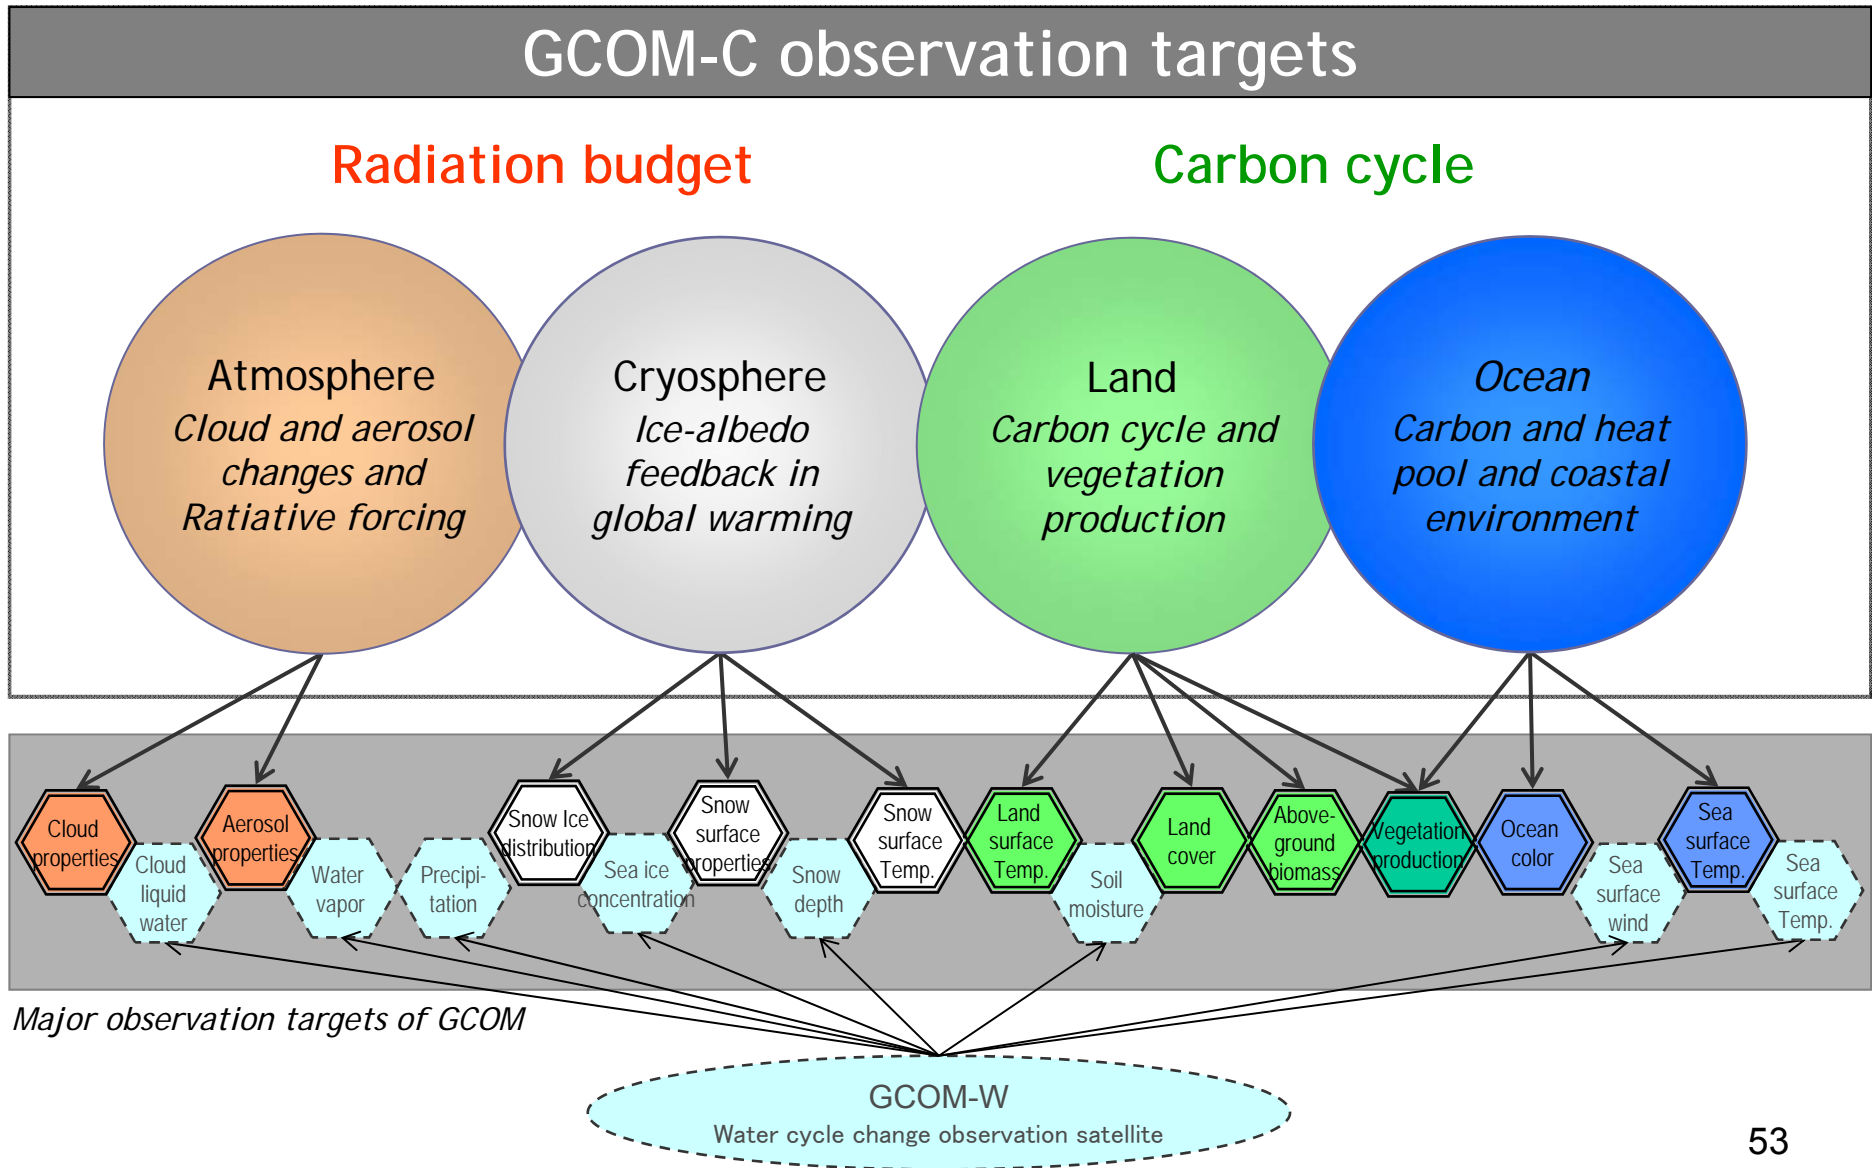 GCOM-C observation targets
Radiation budget
Carbon cycle
Atmosphere
Cloud and aerosol
changes and
Ratiative forcing
Cryosphere
Ice-albedo
feedback in
global warming
Land
Carbon cycle and
vegetation
production
Ocean
Carbon and heat
pool and coastal
environment
Cloud
properties
Cloud
liquid
water
Aerosol
properties
Water
vapor
Precipi-
tation
Snow Ice
distribution
Sea ice
concentration
Snow
surface
properties
Snow
depth
Snow
surface
Temp.
Land
surface
Temp.
Soil
moisture
Land
cover
Above-
ground
biomass
Vegetation
production
Ocean
color
Sea
surface
wind
Sea
surface
Temp.
Sea
surface
Temp.
Major observation targets of GCOM
GCOM-W
Water cycle change observation satellite
53